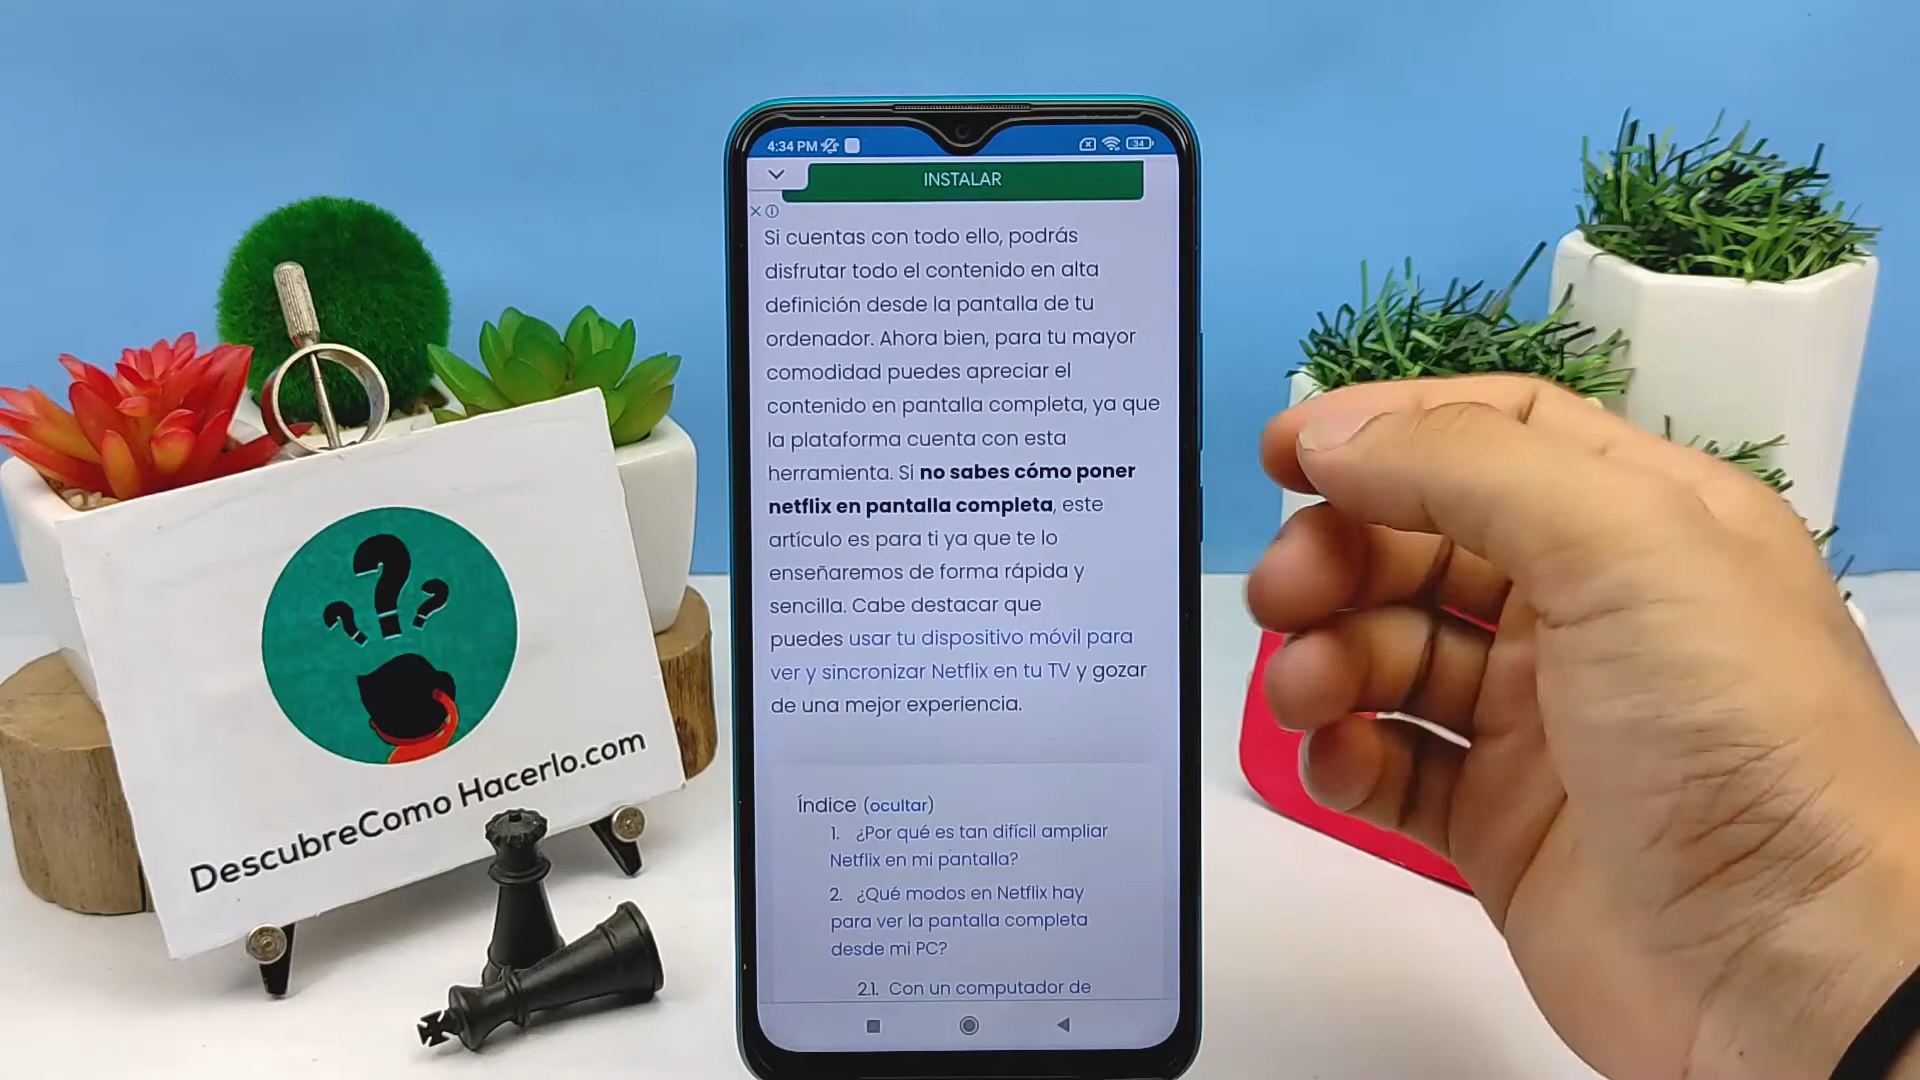 4:34 PM
34
INSTALAR
Si cuentas con todo ello, podrás
disfrutar todo el contenido en alta
definición desde la pantalla de tu
ordenador. Ahora bien, para tu mayor
comodidad puedes apreciar el
contenido en pantalla completa, ya que
la plataforma cuenta con esta
herramienta. Si no sabes cómo poner
netflix en pantalla completa, este
artículo es para ti ya que te lo
enseñaremos de forma rápida y
sencilla. Cabe destacar que
puedes usar tu dispositivo móvil para
ver y sincronizar Netflix en tu TV y gozar
de una mejor experiencia.
Índice (ocultar)
1. ¿Por qué es tan difícil ampliar
Netflix en mi pantalla?
2. ¿Qué modos en Netflix hay
para ver la pantalla completa
desde mi PC?
2.1. Con un computador de
???
DescubreComo Hacerlo.com